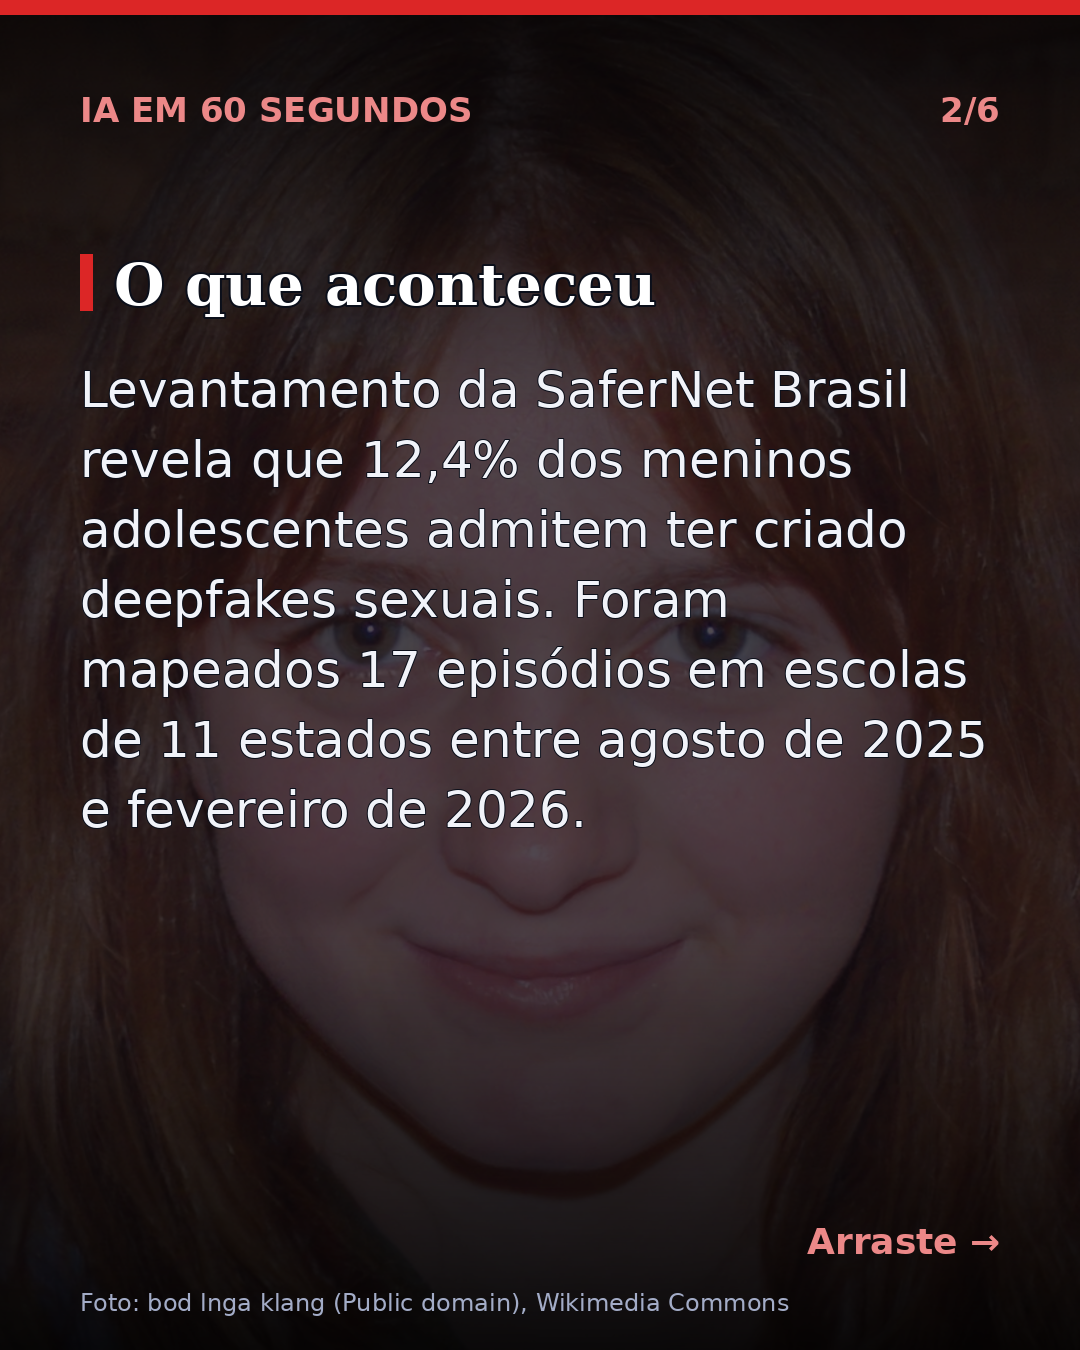 IA EM 60 SEGUNDOS
2/6
O que aconteceu
Levantamento da SaferNet Brasil
revela que 12,4% dos meninos
adolescentes admitem ter criado
deepfakes sexuais. Foram
mapeados 17 episódios em escolas
de 11 estados entre agosto de 2025
e fevereiro de 2026.
Arraste →
Foto: bod Inga klang (Public domain), Wikimedia Commons